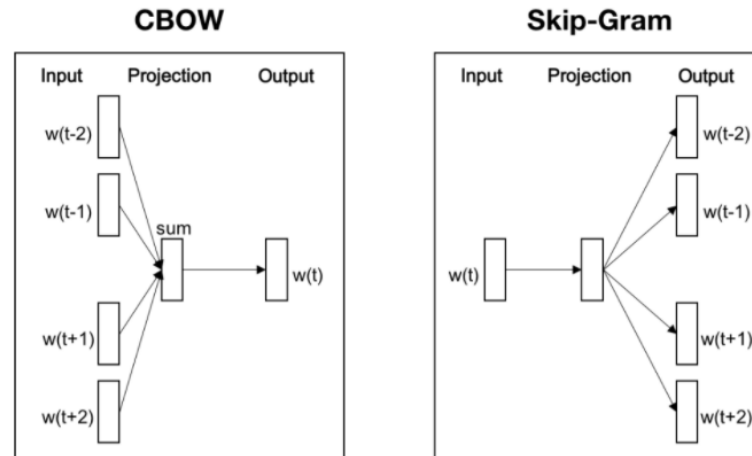 CBOW
Input Projection Output
w(t-2)
w(t-1)
sum
w(t)
w(t+1)
w(t+2)
Skip-Gram
Input Projection Output
w(t-2)
w(t-1)
w(t)
w(t+1)
w(t+2)